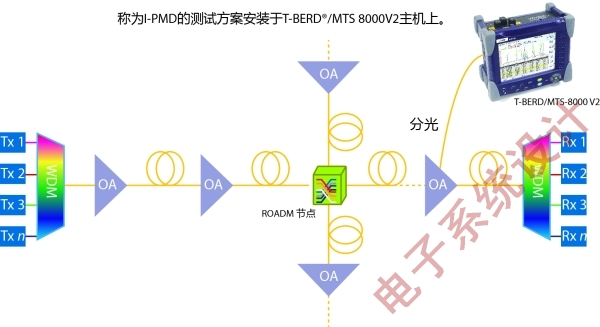 称为I-PMD的测试方案安装于T-BERD®/MTS 8000V2主机上。
OA
T-BERD/MTS-8000 V2
分光
Tx 1
Tx 2
Tx 3
Tx n
WDM
OA
OA
ROADM 节点
OA
WDM
Rx 1
Rx 2
Rx 3
Rx n
OA
电子系统设计